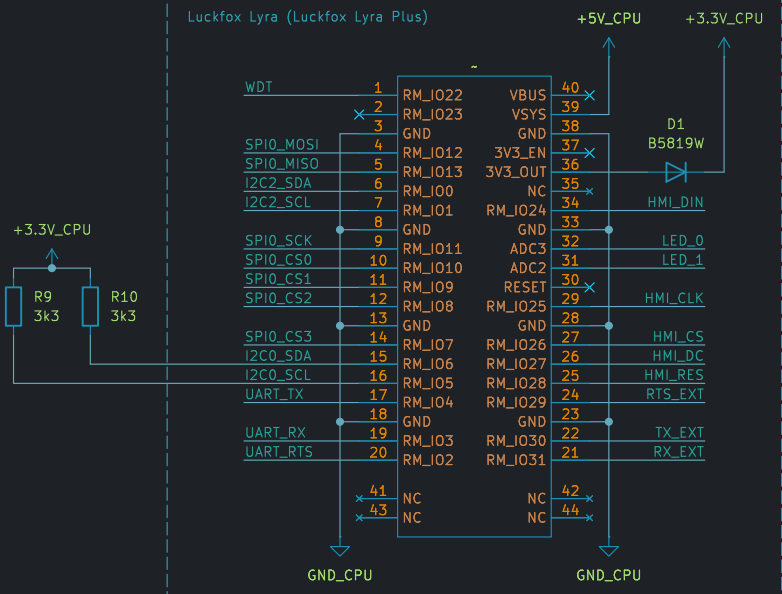 Luckfox Lyra (Luckfox Lyra Plus)
+5V_CPU
+3.3V_CPU
~
D1
B5819W
WDT 1 RM_IO22 VBUS 40
2 RM_IO23 VSYS 39
3 GND GND 38
SPI0_MOSI 4 RM_IO12 3V3_EN 37
SPI0_MISO 5 RM_IO13 3V3_OUT 36
I2C2_SDA 6 RM_IO0 NC 35
I2C2_SCL 7 RM_IO1 RM_IO24 34 HMI_DIN
8 GND GND 33
SPI0_SCK 9 RM_IO11 ADC3 32 LED_0
SPI0_CS0 10 RM_IO10 ADC2 31 LED_1
SPI0_CS1 11 RM_IO9 RESET 30
SPI0_CS2 12 RM_IO8 RM_IO25 29 HMI_CLK
13 GND GND 28
SPI0_CS3 14 RM_IO7 RM_IO26 27 HMI_CS
I2C0_SDA 15 RM_IO6 RM_IO27 26 HMI_DC
I2C0_SCL 16 RM_IO5 RM_IO28 25 HMI_RES
UART_TX 17 RM_IO4 RM_IO29 24 RTS_EXT
18 GND GND 23
UART_RX 19 RM_IO3 RM_IO30 22 TX_EXT
UART_RTS 20 RM_IO2 RM_IO31 21 RX_EXT
41 NC NC 42
43 NC NC 44
+3.3V_CPU
R9
3k3
R10
3k3
GND_CPU
GND_CPU